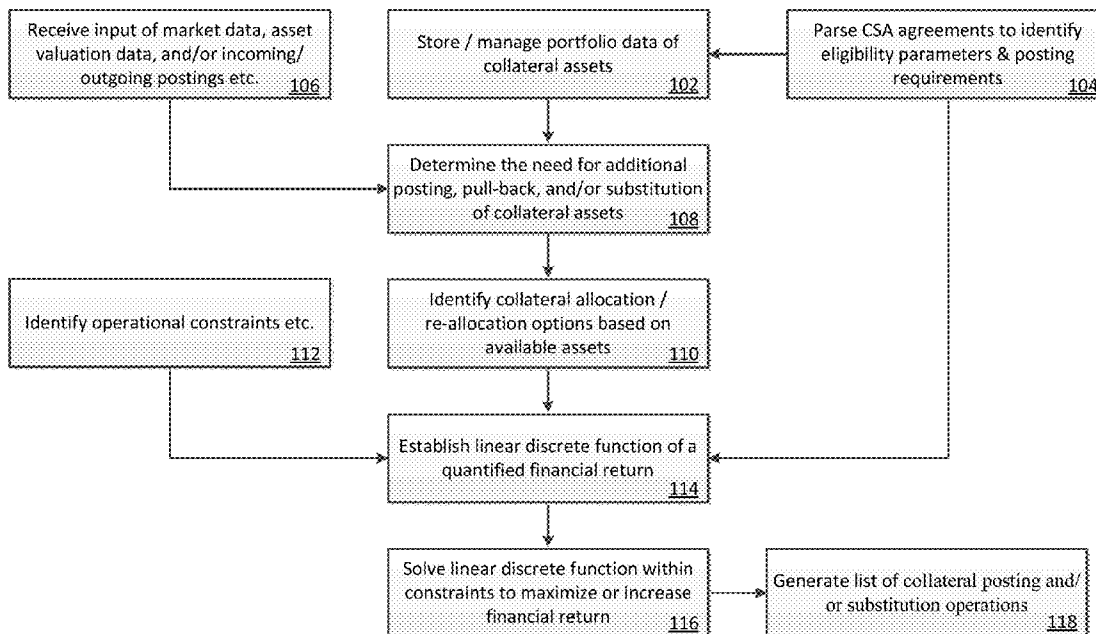 Receive input of market data, asset
valuation data, and/or incoming/
outgoing postings etc.
106
Store / manage portfolio data of
collateral assets
102
Parse CSA agreements to identify
eligibility parameters & posting
requirements
104
Determine the need for additional
posting, pull-back, and/or substitution
of collateral assets
108
Identify operational constraints etc.
112
Identify collateral allocation /
re-allocation options based on
available assets
110
Establish linear discrete function of a
quantified financial return
114
Solve linear discrete function within
constraints to maximize or increase
financial return
116
Generate list of collateral posting and/
or substitution operations
118